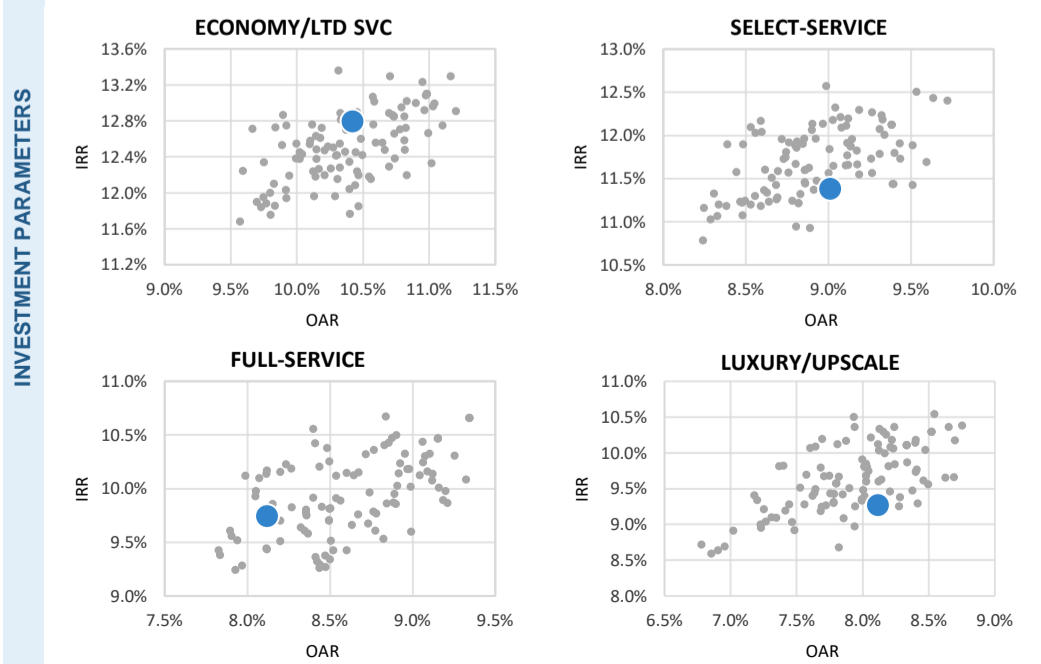 INVESTMENT PARAMETERS
ECONOMY/LTD SVC
13.6%
13.2%
12.8%
12.4%
12.0%
11.6%
11.2%
IRR
9.0% 9.5% 10.0% 10.5% 11.0% 11.5%
OAR
SELECT-SERVICE
13.0%
12.5%
12.0%
11.5%
11.0%
10.5%
IRR
8.0% 8.5% 9.0% 9.5% 10.0%
OAR
FULL-SERVICE
11.0%
10.5%
10.0%
9.5%
9.0%
IRR
7.5% 8.0% 8.5% 9.0% 9.5%
OAR
LUXURY/UPSCALE
11.0%
10.5%
10.0%
9.5%
9.0%
8.5%
8.0%
IRR
6.5% 7.0% 7.5% 8.0% 8.5% 9.0%
OAR